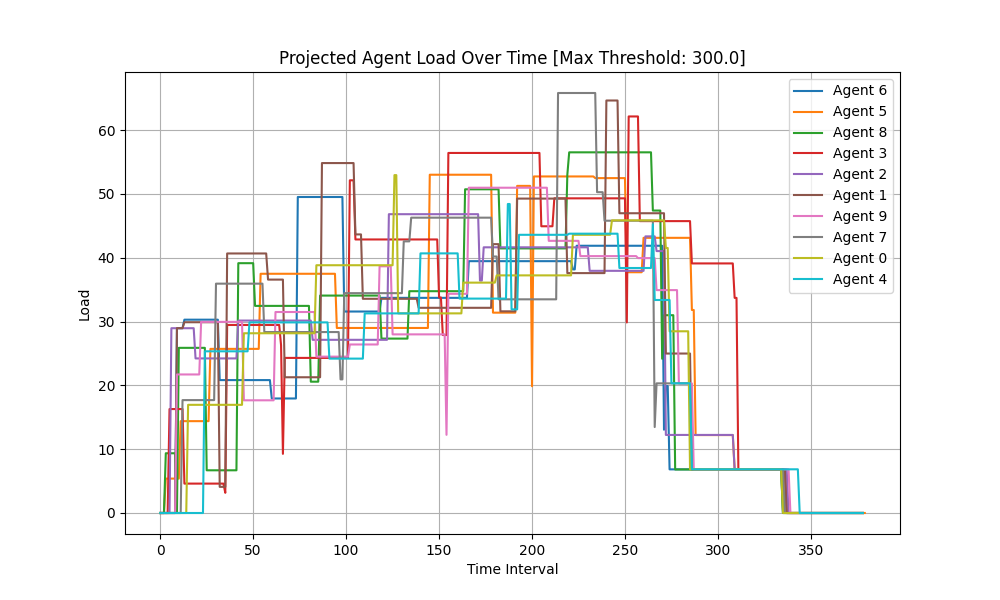 Projected Agent Load Over Time [Max Threshold: 300.0]
Load
60
50
40
30
20
10
0
0 50 100 150 200 250 300 350
Time Interval
Agent 6
Agent 5
Agent 8
Agent 3
Agent 2
Agent 1
Agent 9
Agent 7
Agent 0
Agent 4